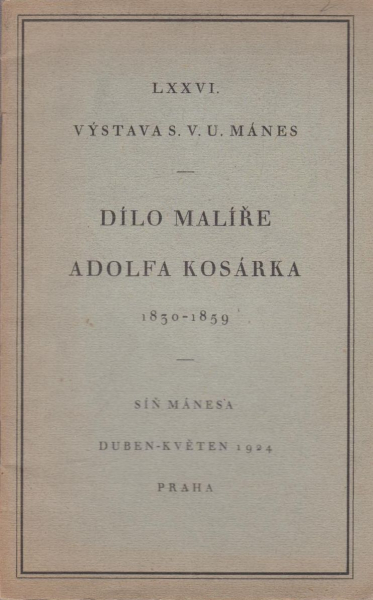 LXXVI.
VÝSTAVA S. V. U. MÁNES
DÍLO MALÍŘE
ADOLFA KOSÁRKA
1830-1859
SÍŇ MÁNESA
DUBEN-KVĚTEN 1924
PRAHA